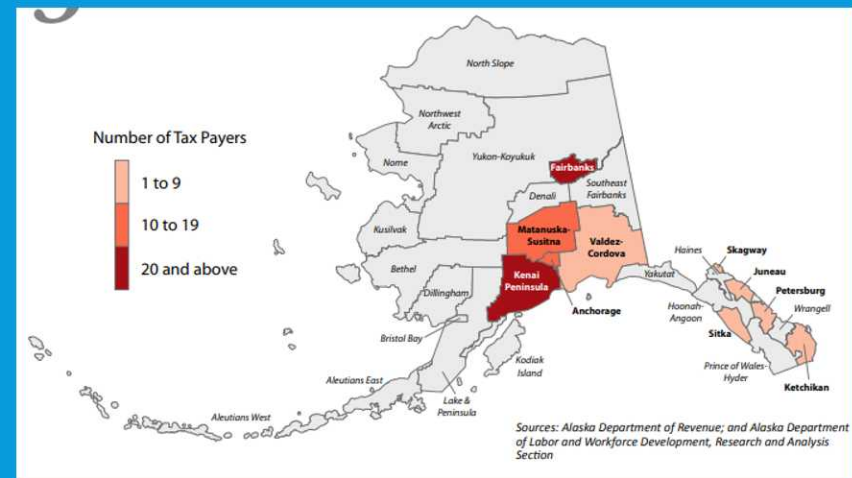 North Slope
Northwest
Arctic
Number of Tax Payers
1 to 9
10 to 19
20 and above
Nome
Yukon-Koyukuk
Fairbanks
Southeast
Fairbanks
Denali
Kusilvak
Matanuska-
Susitna
Valdez-
Cordova
Bethel
Dillingham
Kenai
Peninsula
Anchorage
Yakutat
Haines
Skagway
Juneau
Petersburg
Hoonah-
Angoon
Wrangell
Sitka
Bristol Bay
Kodiak
Island
Prince of Wales-
Hyder
Ketchikan
Aleutians East
Lake &
Peninsula
Aleutians West
Sources: Alaska Department of Revenue; and Alaska Department
of Labor and Workforce Development, Research and Analysis
Section